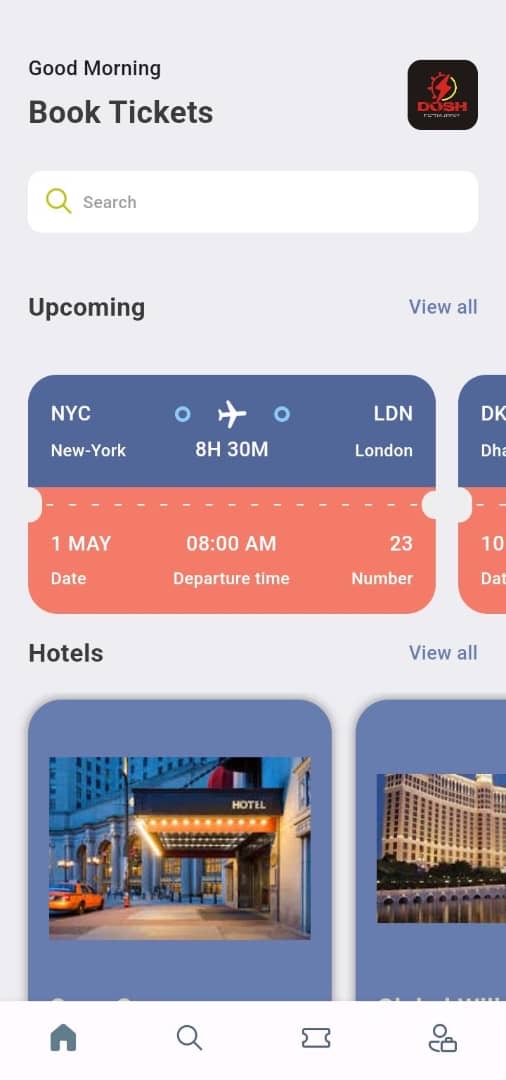 Good Morning
Book Tickets
DOSH
Search
Upcoming
View all
NYC
LDN
DK
New-York
8H 30M
London
Dha
1 MAY
08:00 AM
23
10
Date
Departure time
Number
Dat
Hotels
View all
HOTEL